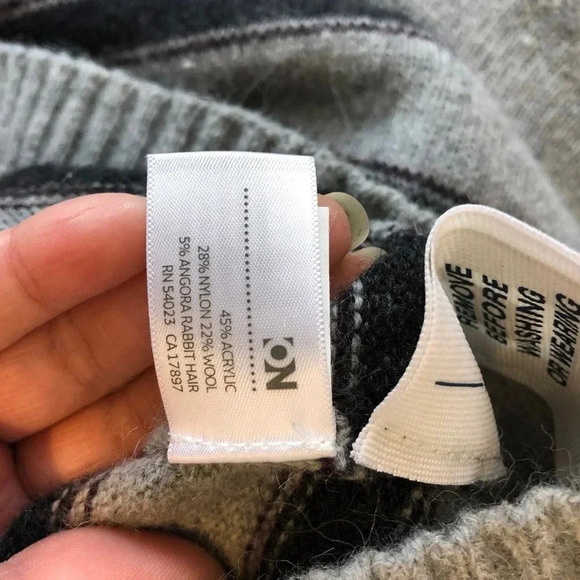 ON
45% ACRYLIC
28% NYLON 22% WOOL
5% ANGORA RABBIT HAIR
RN 54023 CA 17897
REMOVE
BEFORE
WASHING
OR WEARING